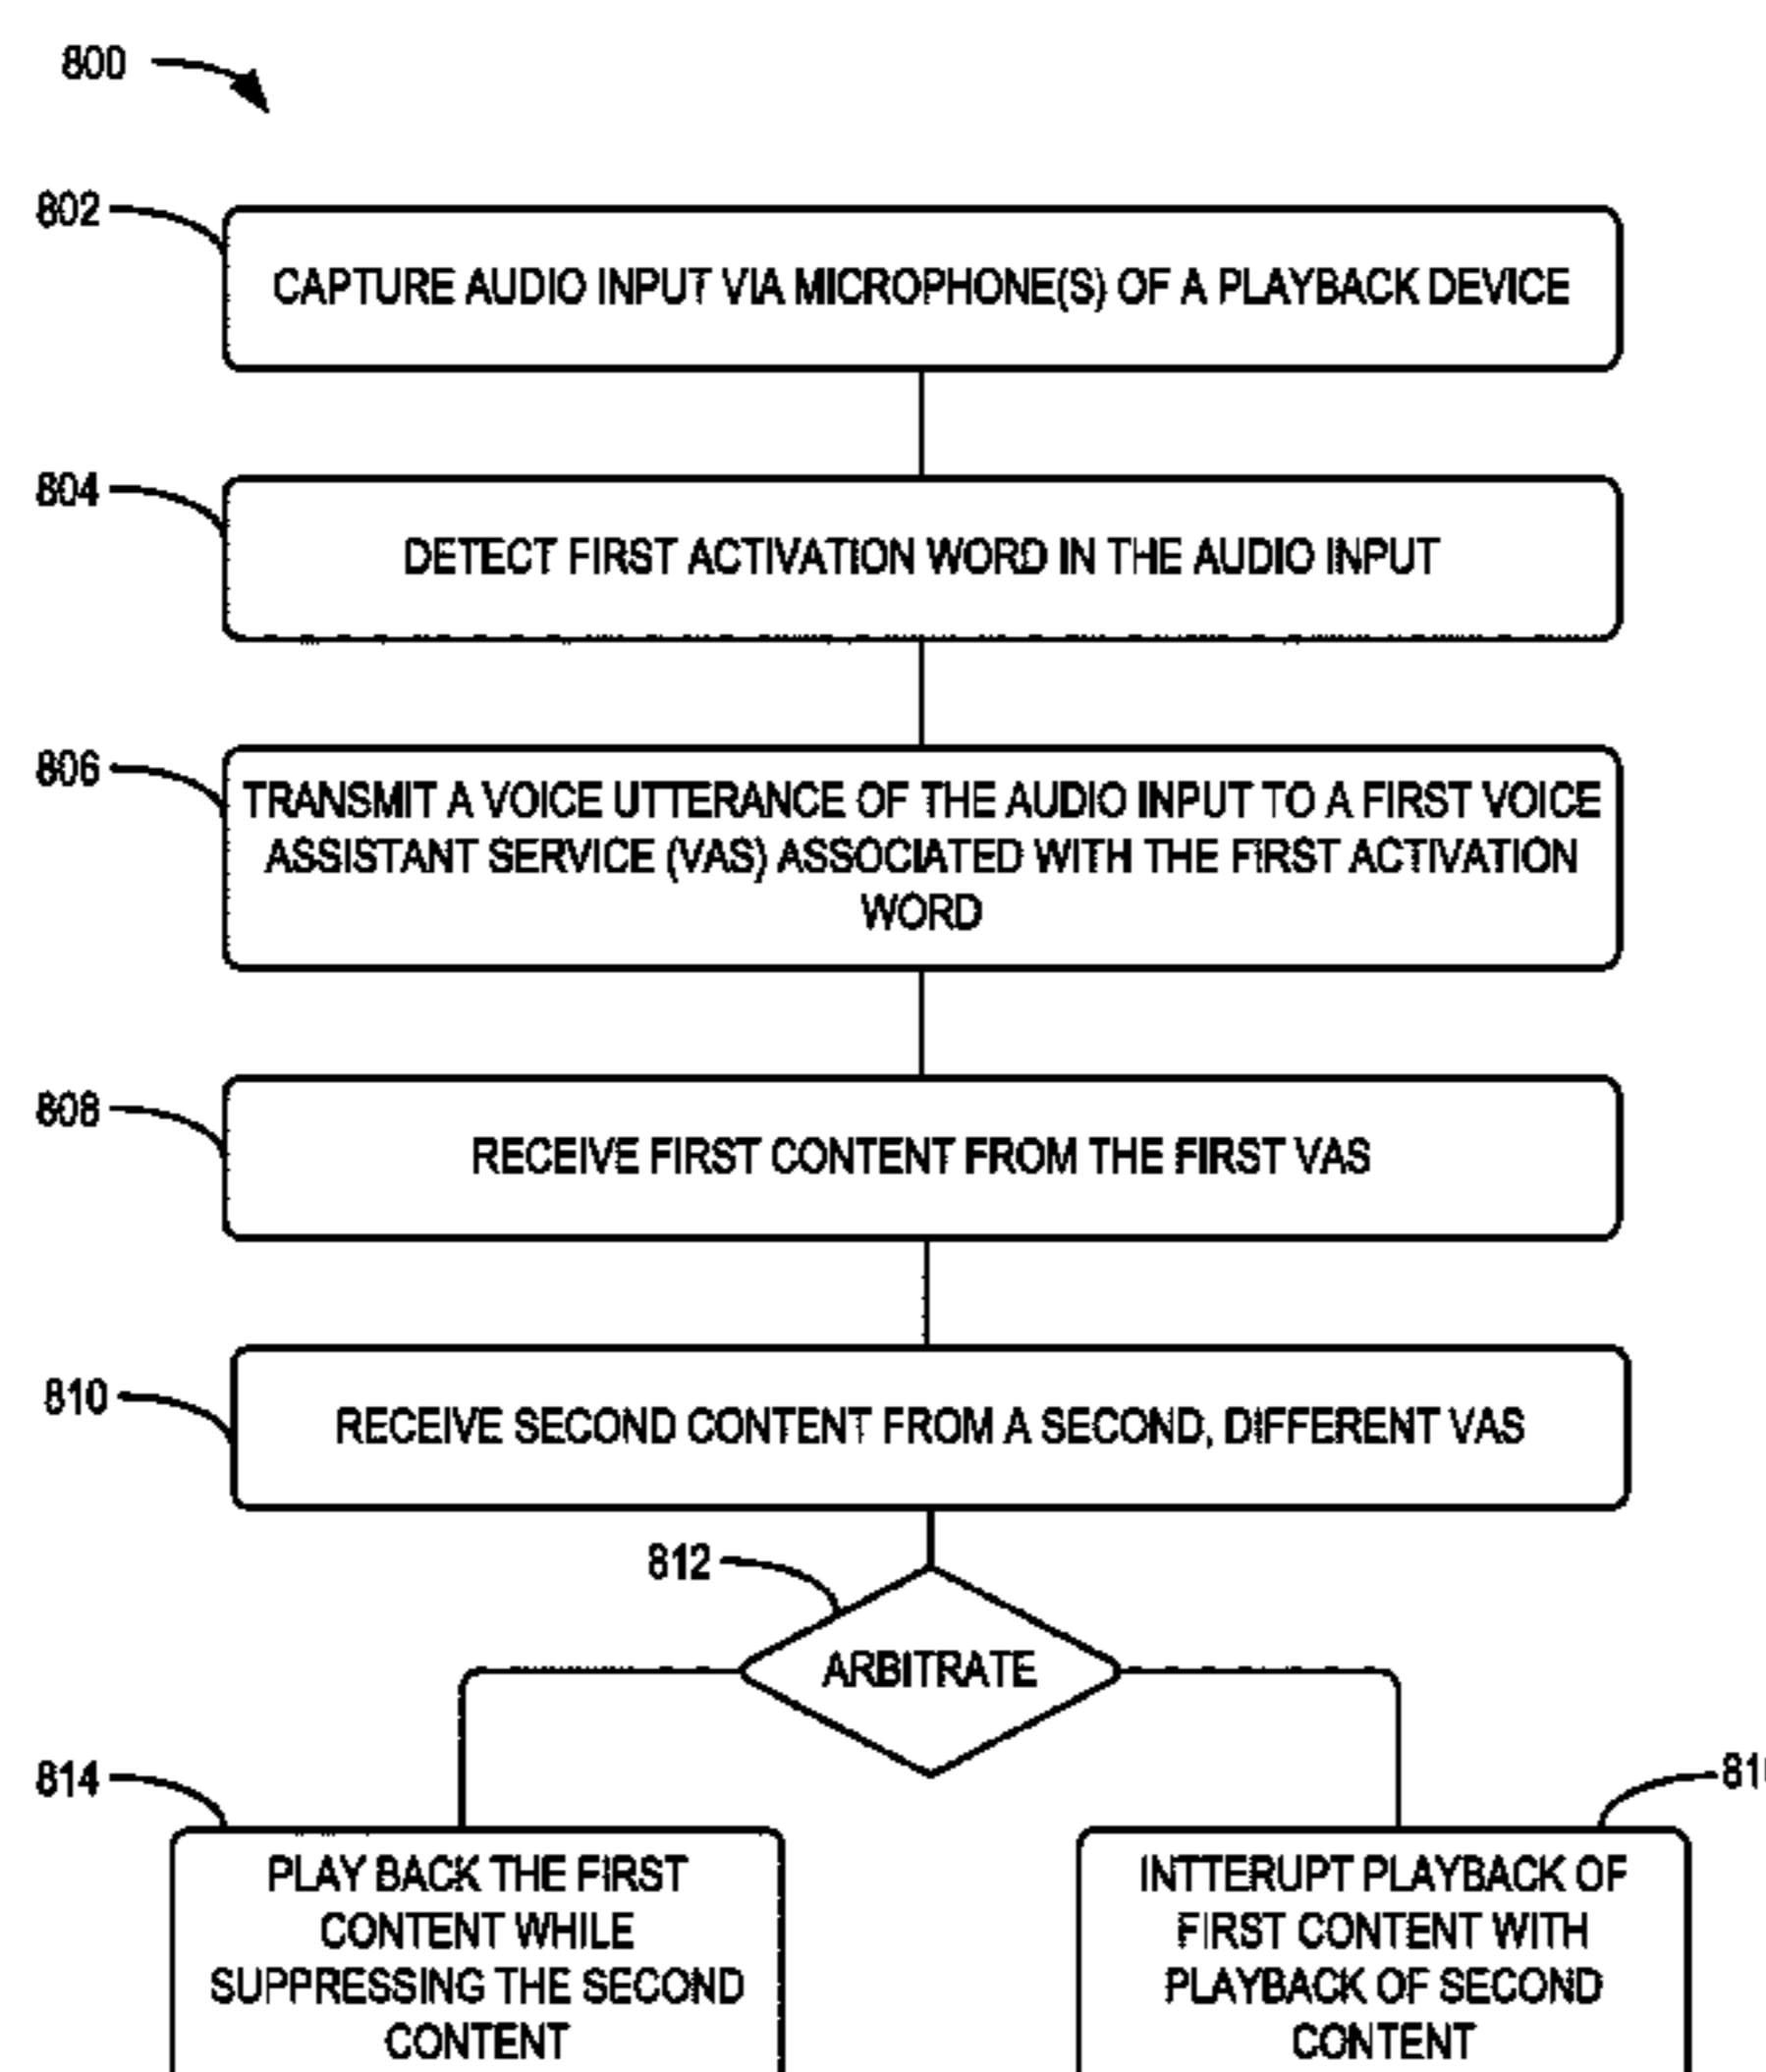 800
802
CAPTURE AUDIO INPUT VIA MICROPHONE(S) OF A PLAYBACK DEVICE
804
DETECT FIRST ACTIVATION WORD IN THE AUDIO INPUT
806
TRANSMIT A VOICE UTTERANCE OF THE AUDIO INPUT TO A FIRST VOICE
ASSISTANT SERVICE (VAS) ASSOCIATED WITH THE FIRST ACTIVATION
WORD
808
RECEIVE FIRST CONTENT FROM THE FIRST VAS
810
RECEIVE SECOND CONTENT FROM A SECOND, DIFFERENT VAS
812
ARBITRATE
814
PLAY BACK THE FIRST
CONTENT WHILE
SUPPRESSING THE SECOND
CONTENT
INTTERUPT PLAYBACK OF
FIRST CONTENT WITH
PLAYBACK OF SECOND
CONTENT